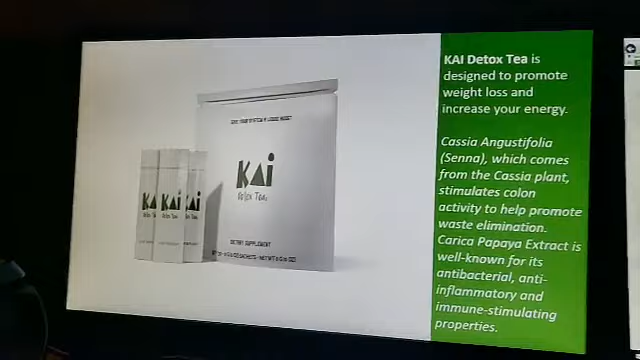 KAI
Detox Tea
DIETARY SUPPLEMENT
KAI
KAI
KAI
KAI Detox Tea is
designed to promote
weight loss and
increase your energy.
Cassia Angustifolia
(Senna), which comes
from the Cassia plant,
stimulates colon
activity to help promote
waste elimination.
Carica Papaya Extract is
well-known for its
antibacterial, anti-
inflammatory and
immune-stimulating
properties.